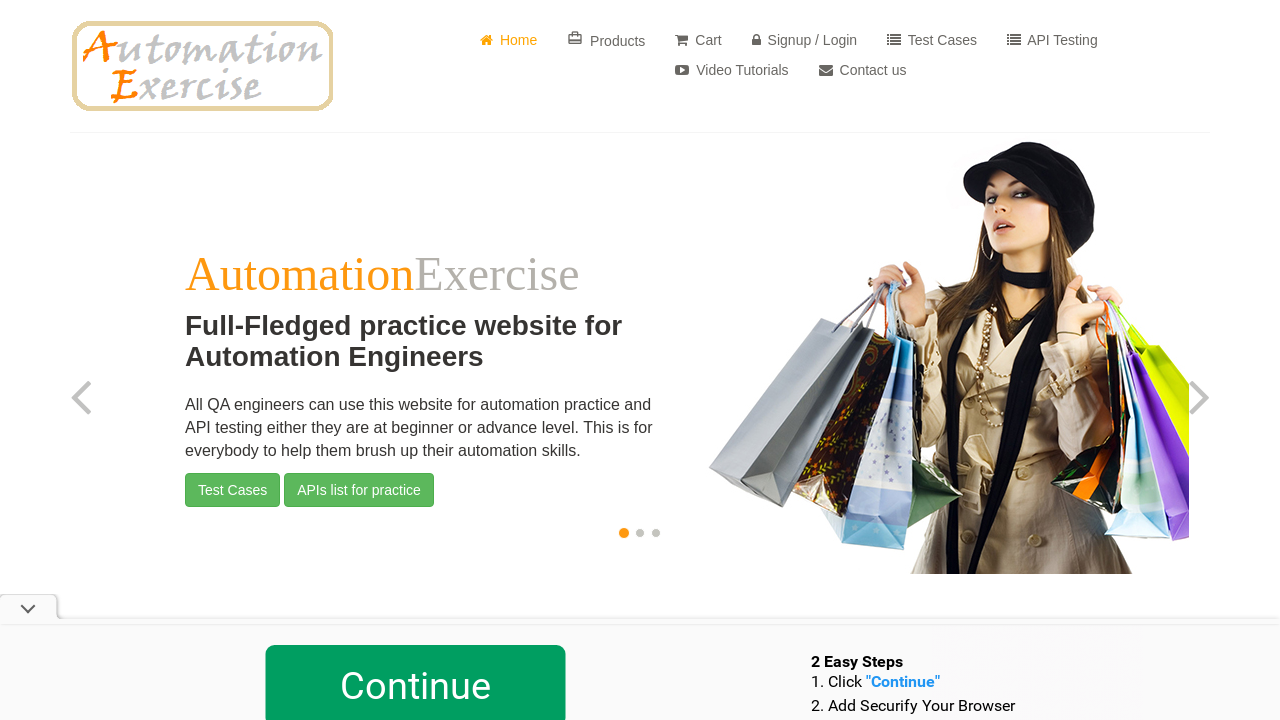 Automation
Exercise
Home
Products
Cart
Signup / Login
Test Cases
API Testing
Video Tutorials
Contact us
AutomationExercise
Full-Fledged practice website for
Automation Engineers
All QA engineers can use this website for automation practice and
API testing either they are at beginner or advance level. This is for
everybody to help them brush up their automation skills.
Test Cases
APIs list for practice
Continue
2 Easy Steps
1. Click "Continue"
2. Add Securify Your Browser